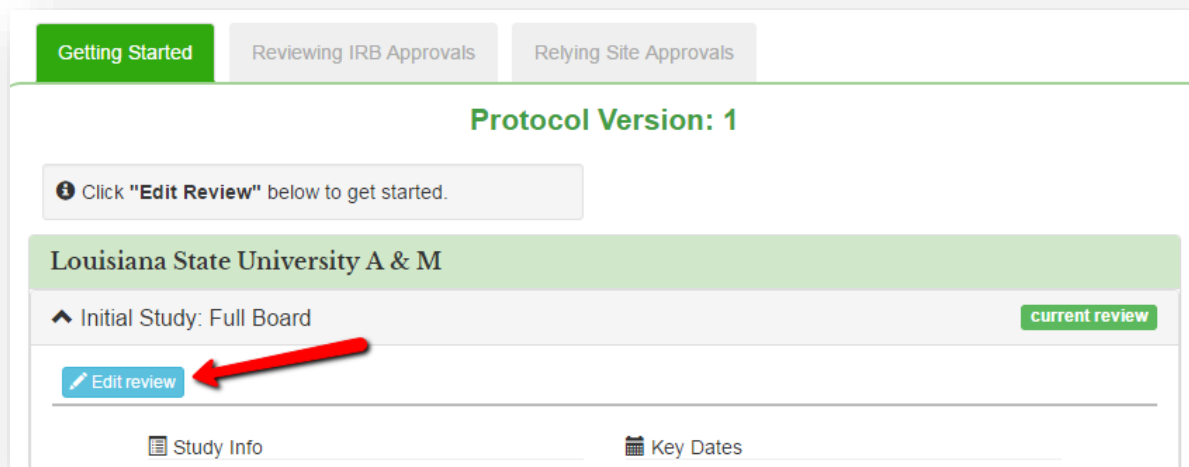 Getting Started
Reviewing IRB Approvals
Relying Site Approvals
Protocol Version: 1
Click "Edit Review" below to get started.
Louisiana State University A & M
Initial Study: Full Board
current review
Edit review
Study Info
Key Dates